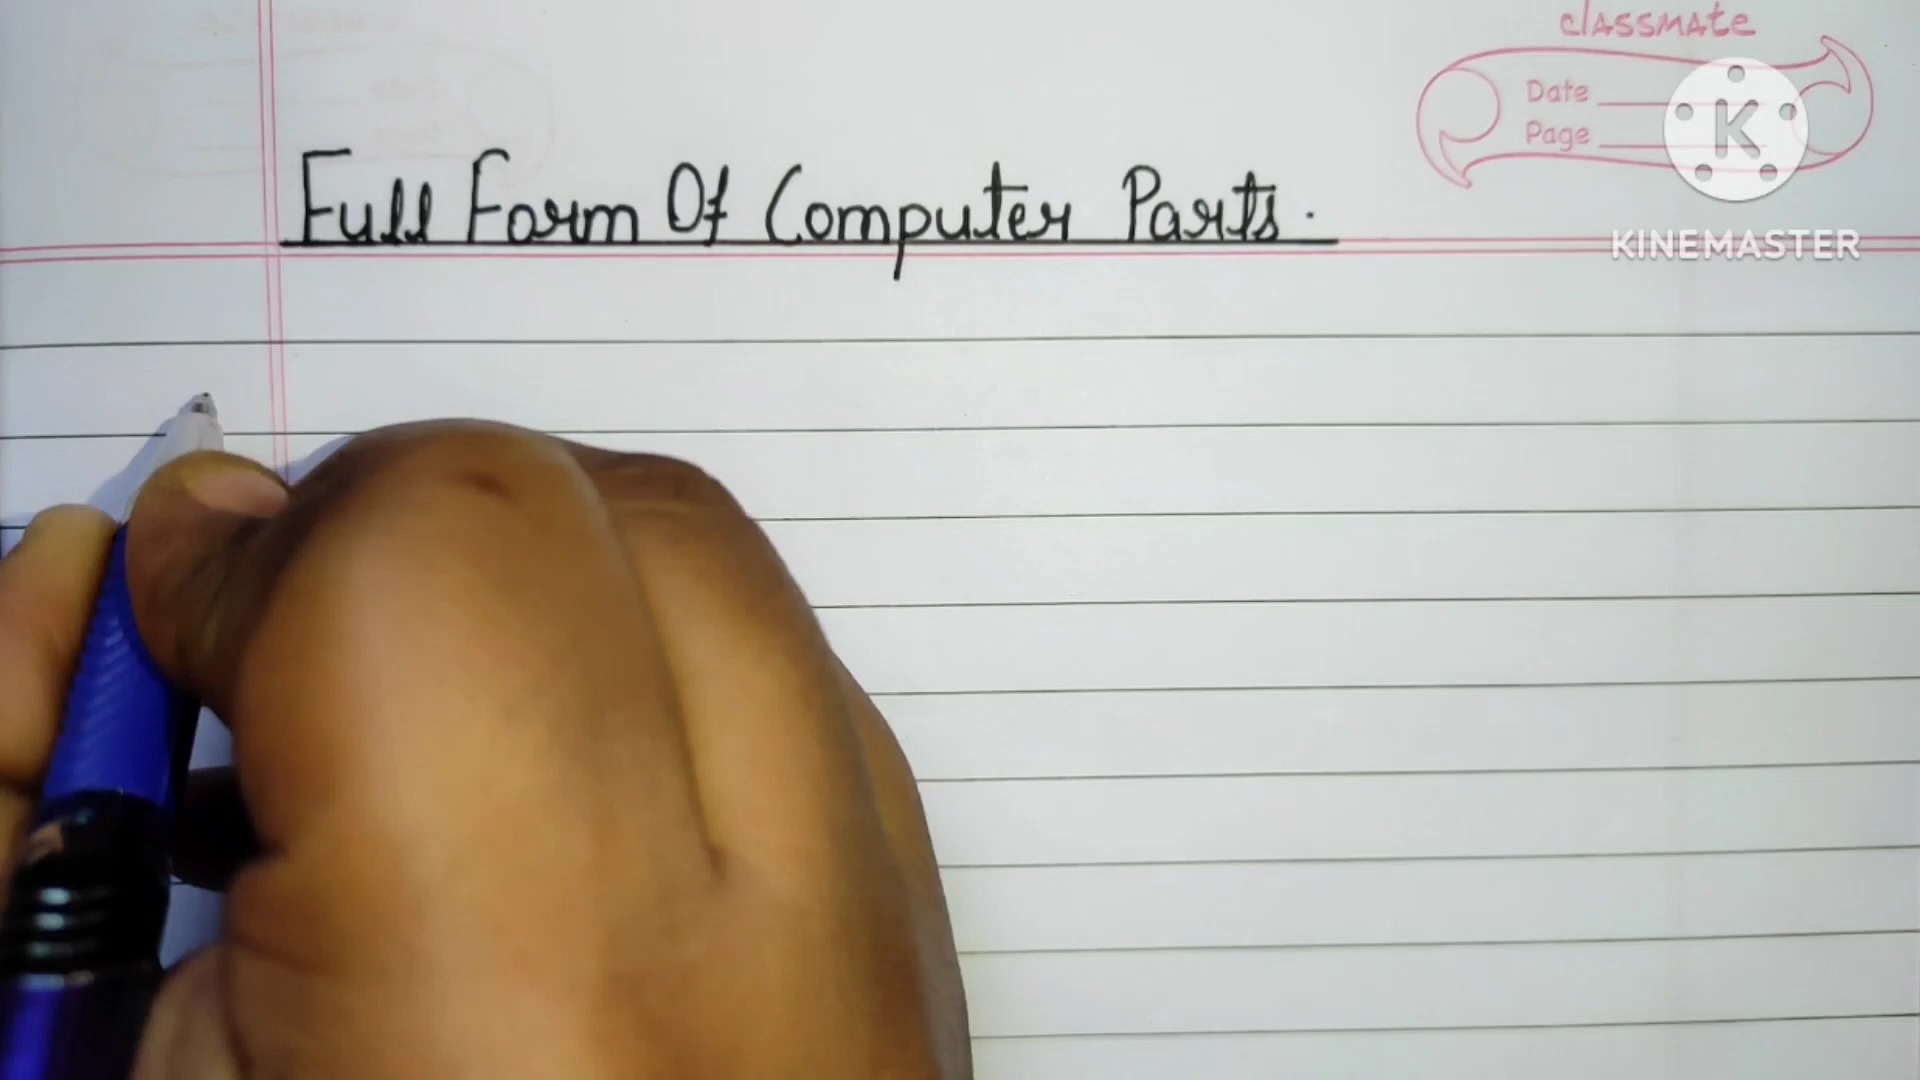 classmate
Date
Page
KINEMASTER
Full Form Of Computer Parts.